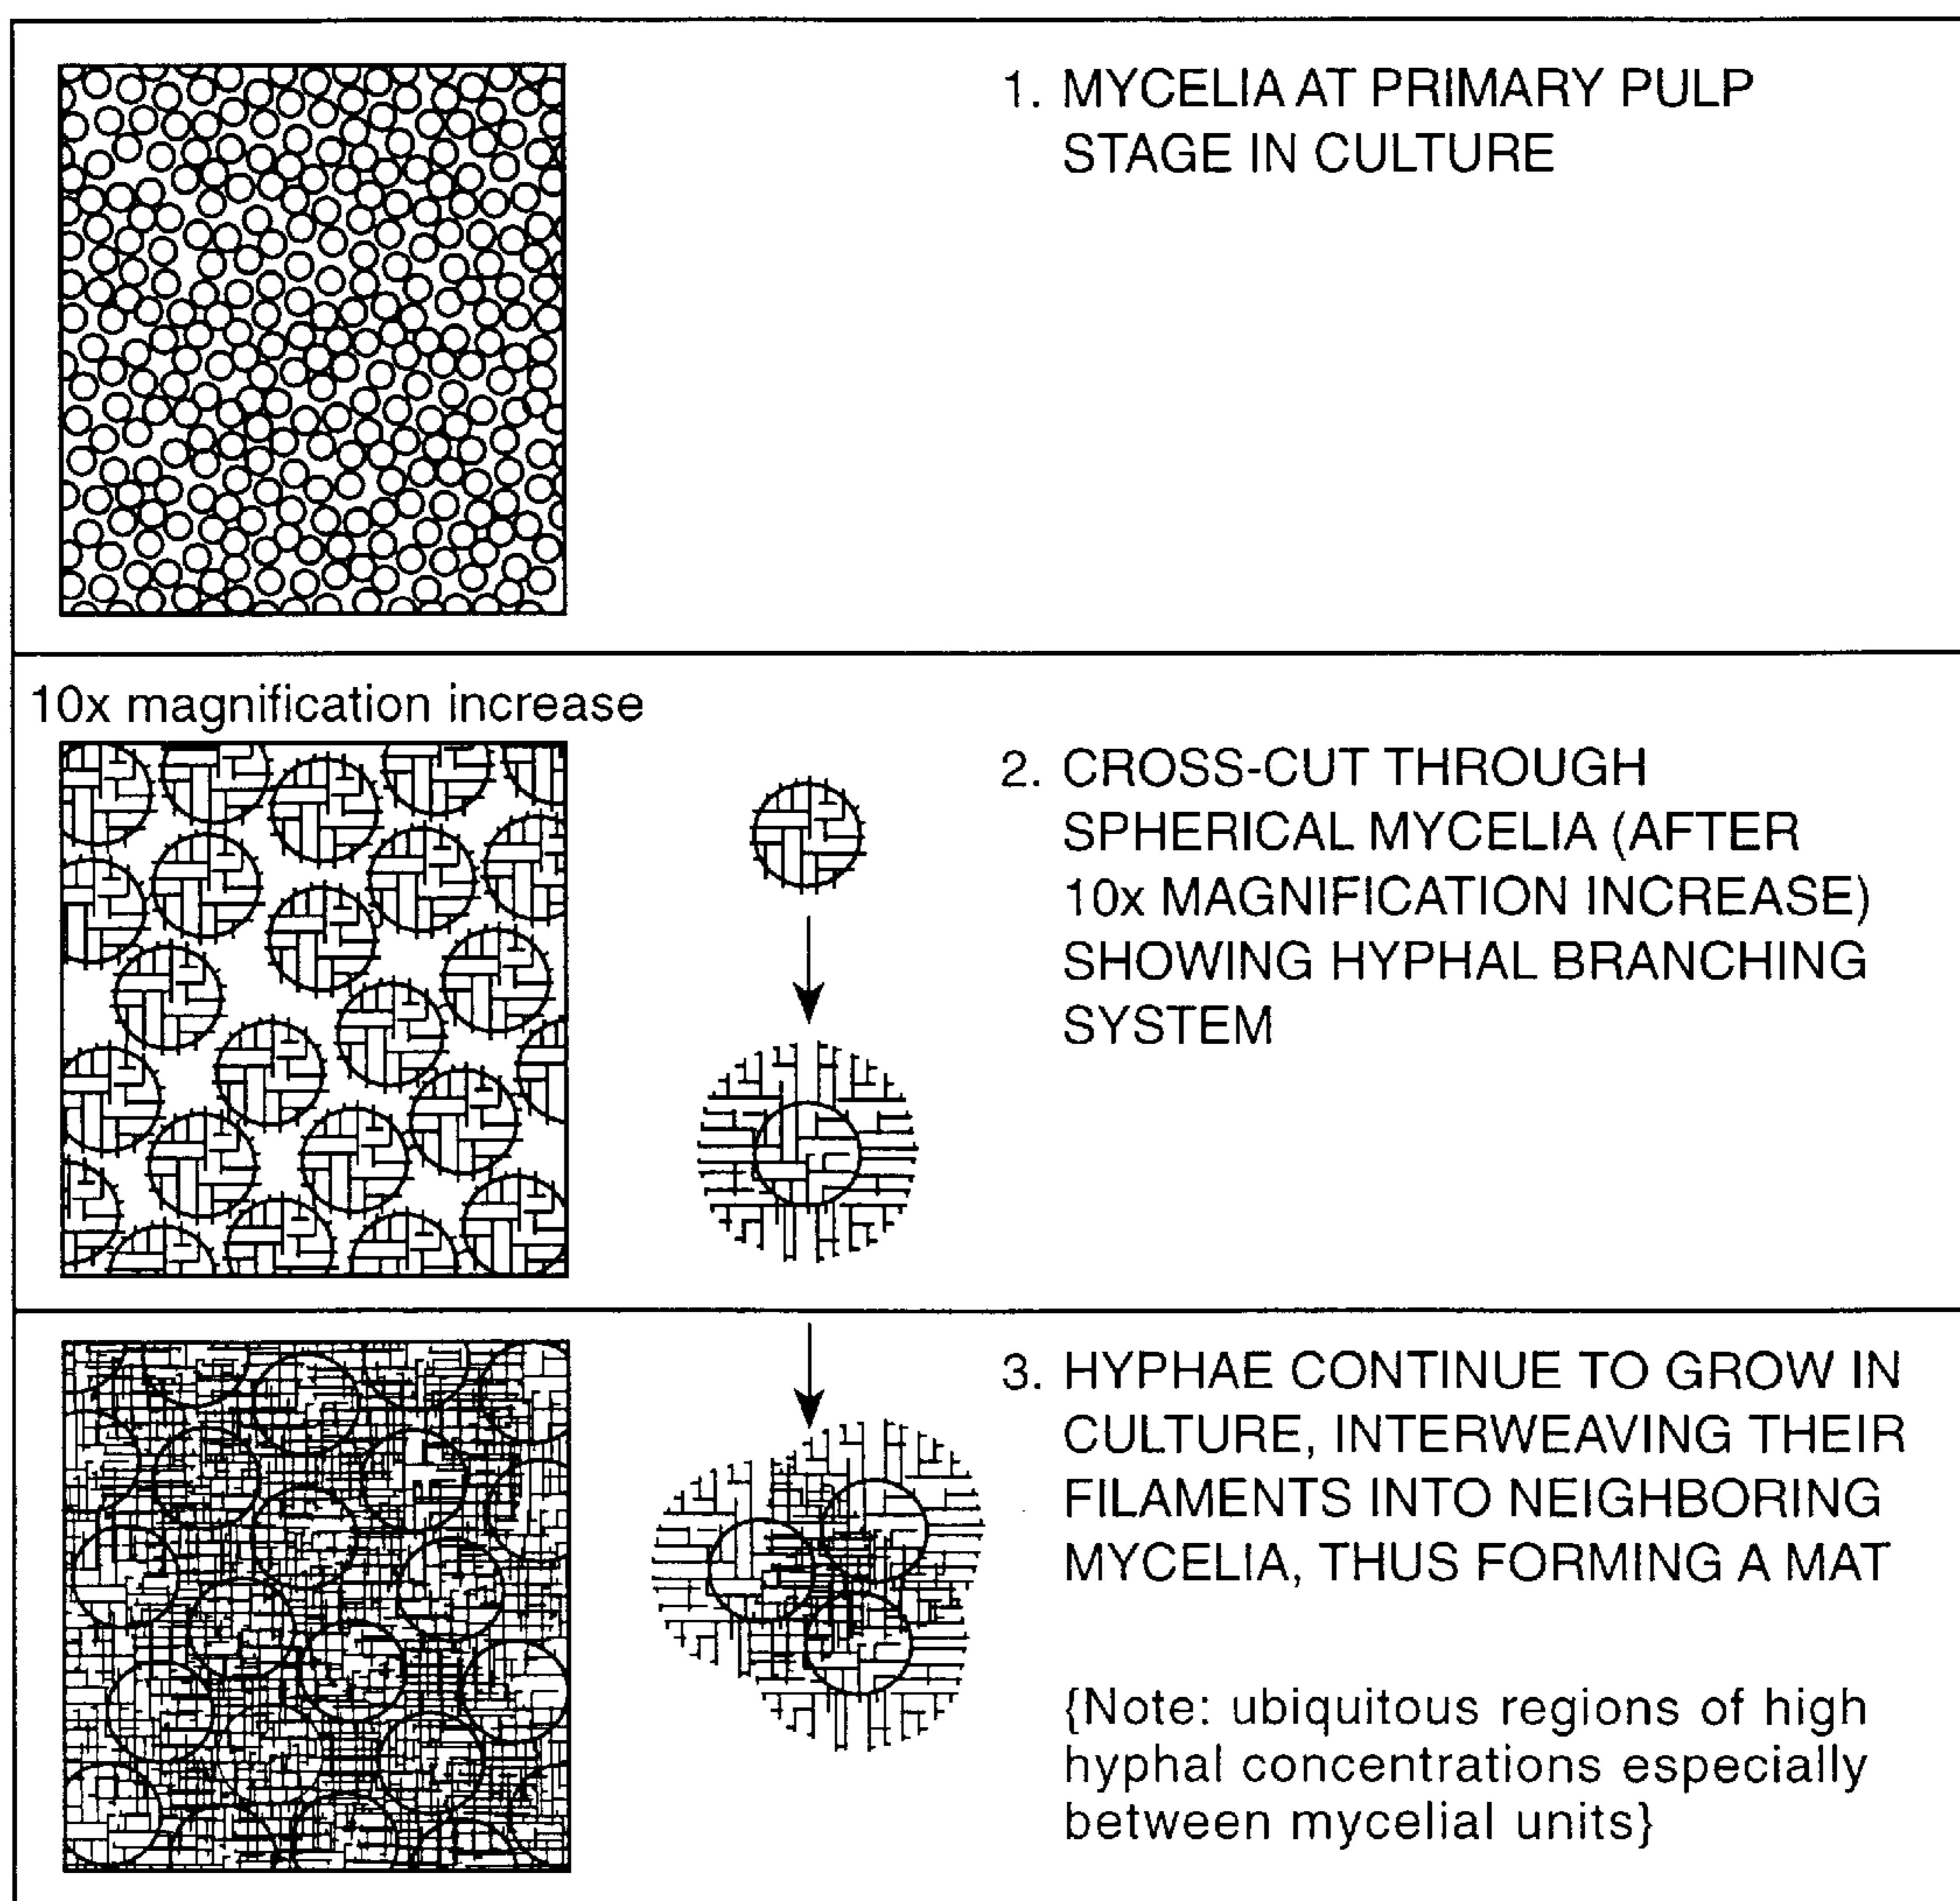 1. MYCELIA AT PRIMARY PULP
STAGE IN CULTURE
10x magnification increase
2. CROSS-CUT THROUGH
SPHERICAL MYCELIA (AFTER
10x MAGNIFICATION INCREASE)
SHOWING HYPHAL BRANCHING
SYSTEM
3. HYPHAE CONTINUE TO GROW IN
CULTURE, INTERWEAVING THEIR
FILAMENTS INTO NEIGHBORING
MYCELIA, THUS FORMING A MAT
{Note: ubiquitous regions of high
hyphal concentrations especially
between mycelial units}